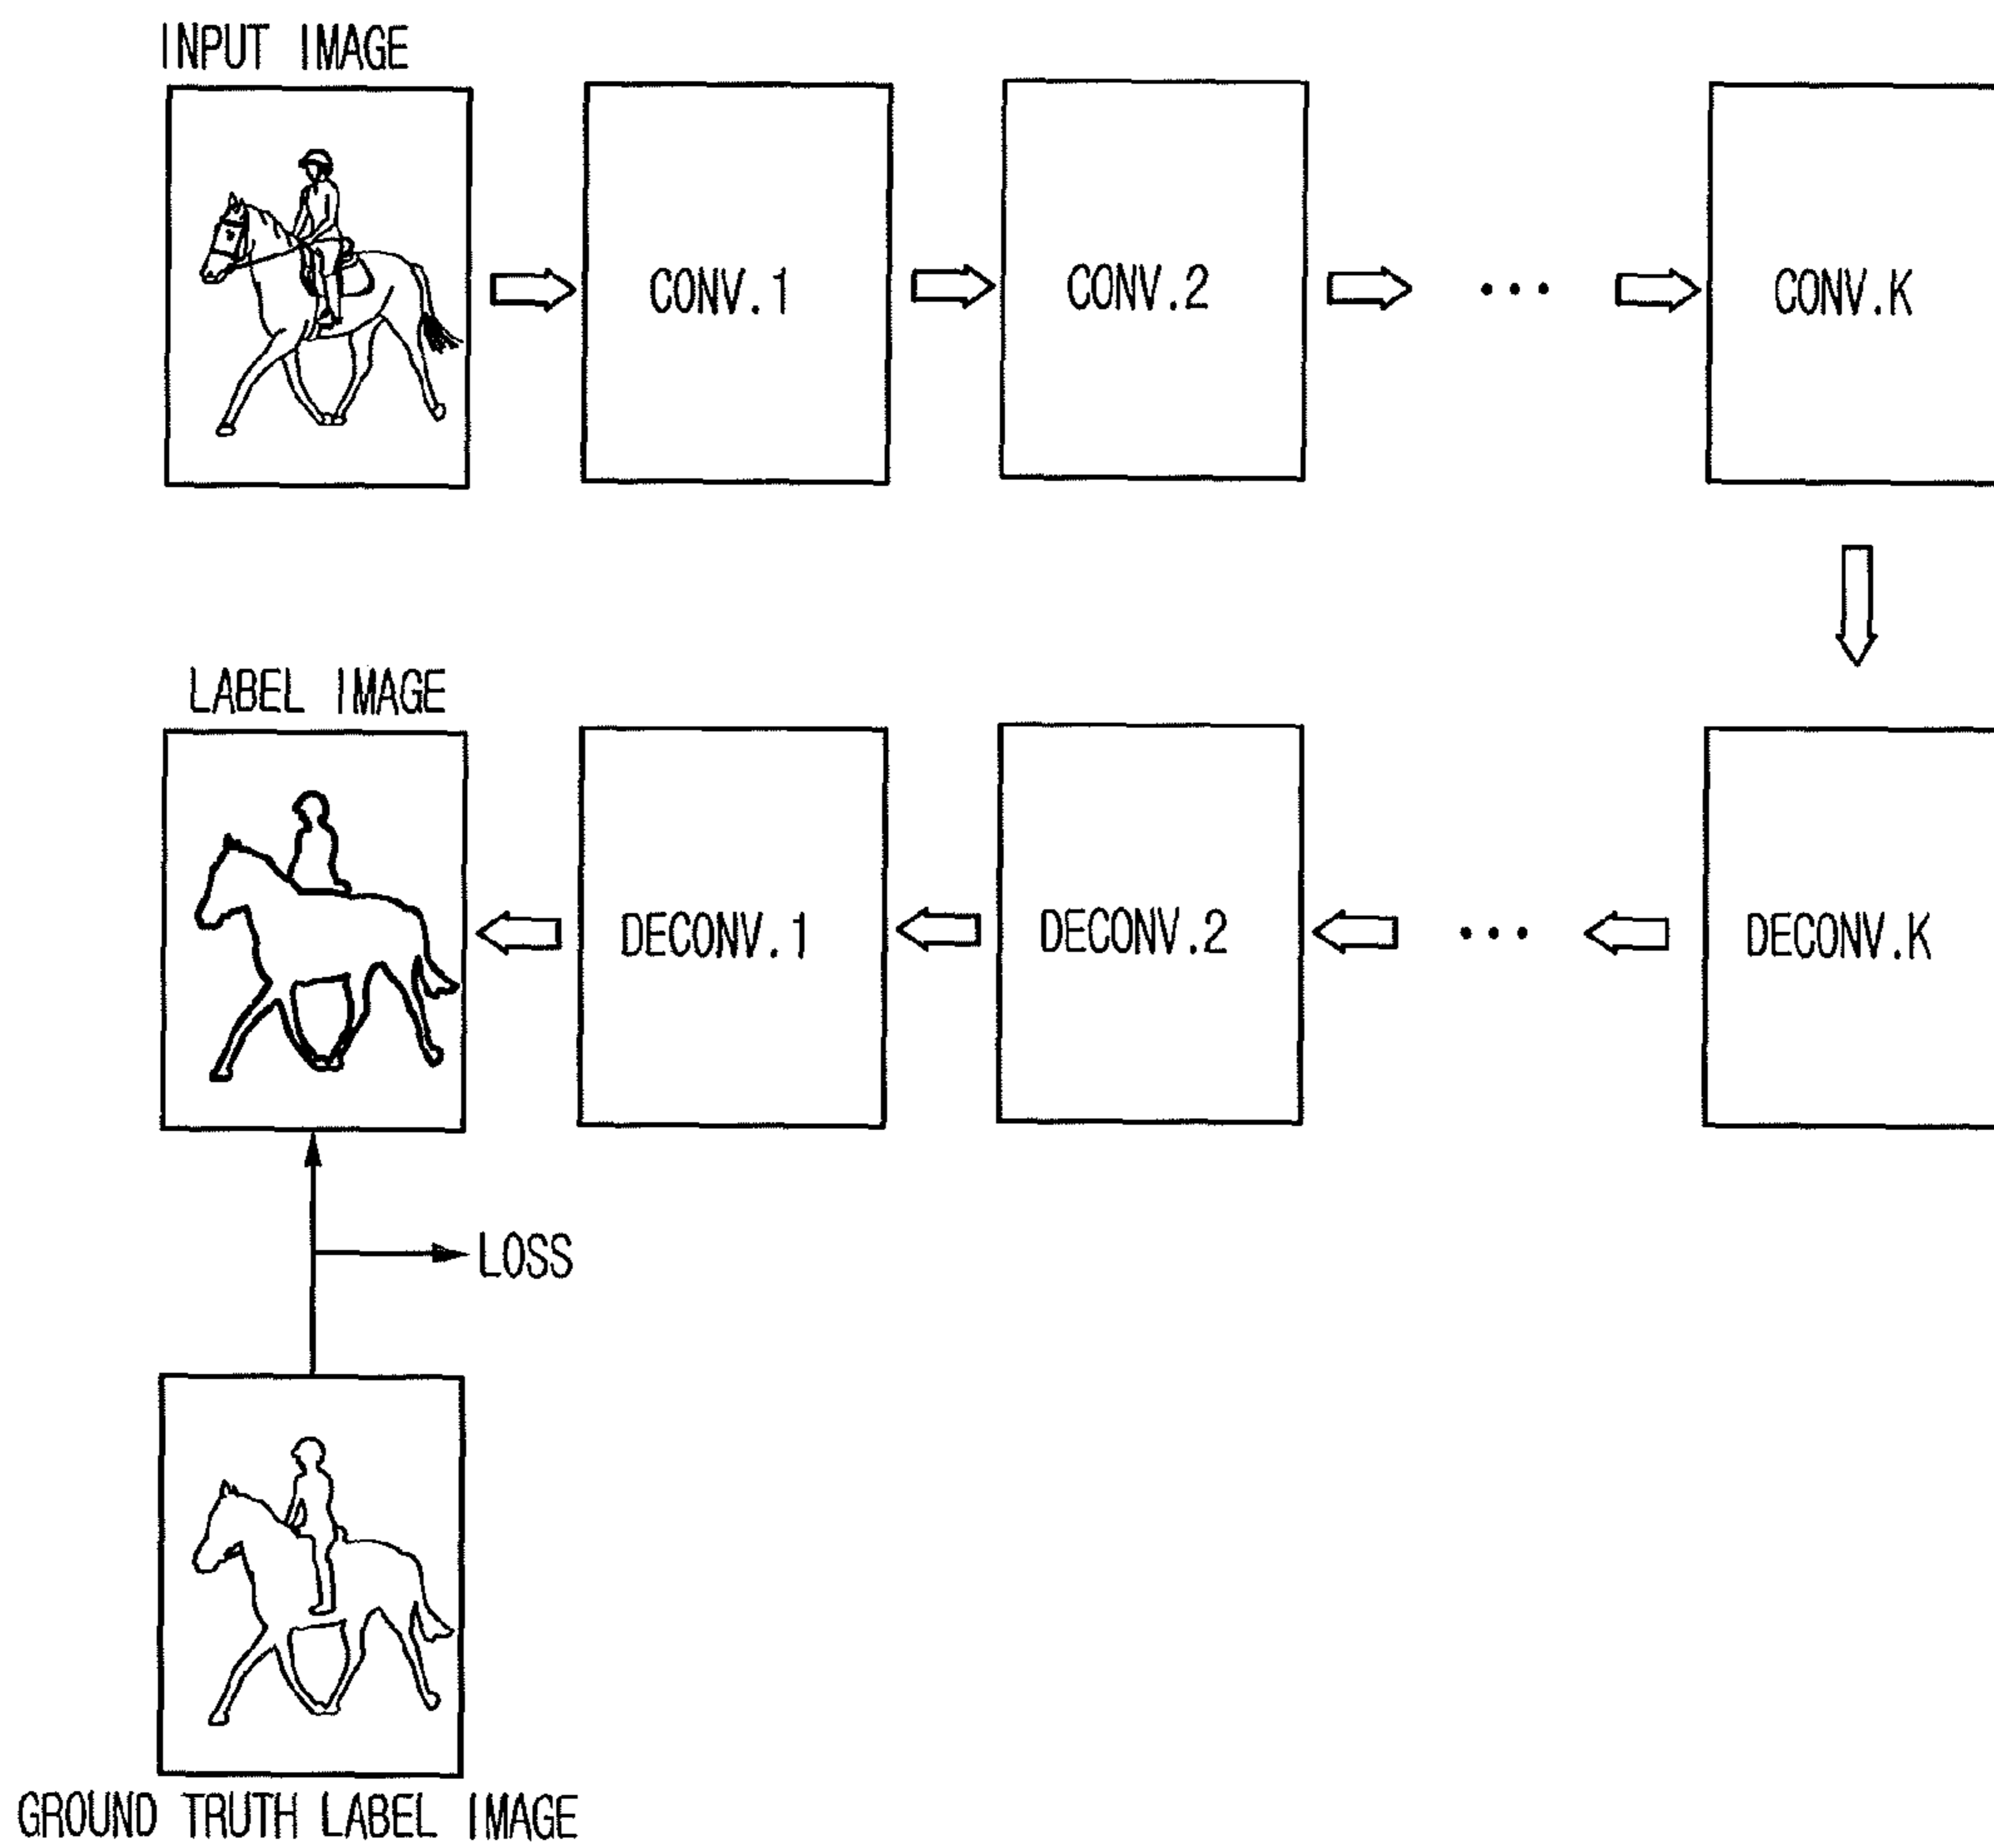 INPUT IMAGE
CONV.1
CONV.2
...
CONV.K
LABEL IMAGE
DECONV.1
DECONV.2
...
DECONV.K
LOSS
GROUND TRUTH LABEL IMAGE